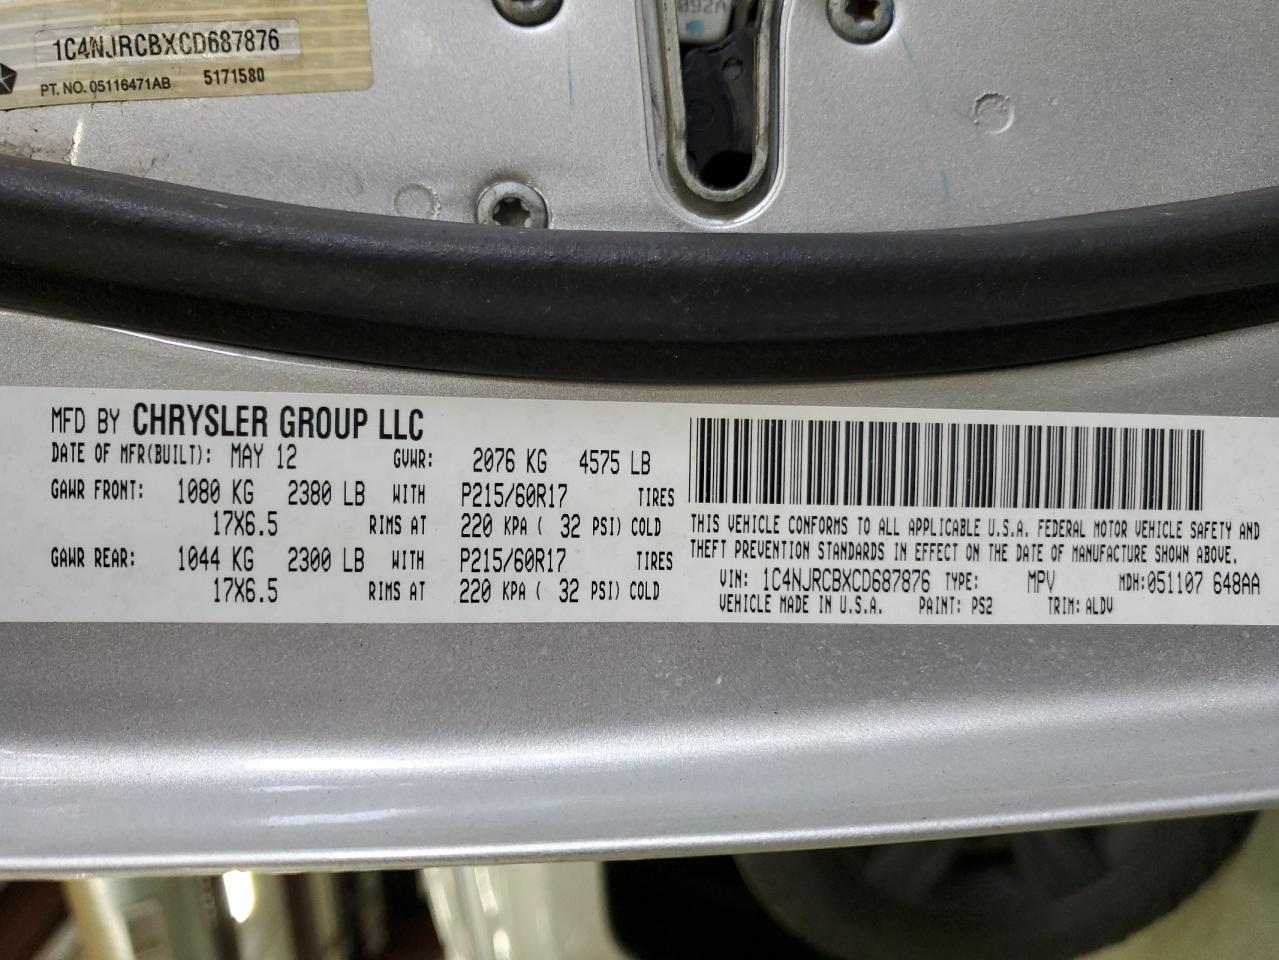 092A
1C4NJRCBXCD687876
PT. NO. 05116471AB 5171580
MFD BY CHRYSLER GROUP LLC
DATE OF MFR(BUILT): MAY 12 GVWR: 2076 KG 4575 LB
GAWR FRONT: 1080 KG 2380 LB WITH P215/60R17 TIRES
17X6.5 RIMS AT 220 KPA ( 32 PSI) COLD
GAWR REAR: 1044 KG 2300 LB WITH P215/60R17 TIRES
17X6.5 RIMS AT 220 KPA ( 32 PSI) COLD
THIS VEHICLE CONFORMS TO ALL APPLICABLE U.S.A. FEDERAL MOTOR VEHICLE SAFETY AND
THEFT PREVENTION STANDARDS IN EFFECT ON THE DATE OF MANUFACTURE SHOWN ABOVE.
VIN: 1C4NJRCBXCD687876 TYPE: MPV MDH:051107 648AA
VEHICLE MADE IN U.S.A. PAINT: PS2 TRIM: ALDV